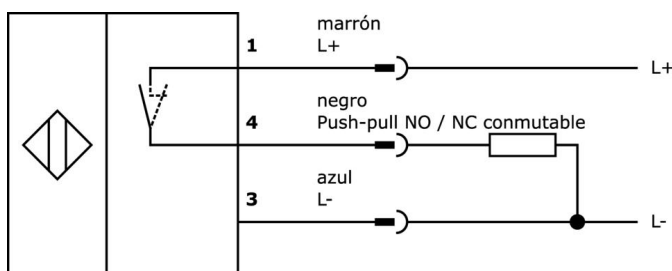 marrón
1 L+
L+
negro
4 Push-pull NO / NC conmutable
azul
3 L-
L-